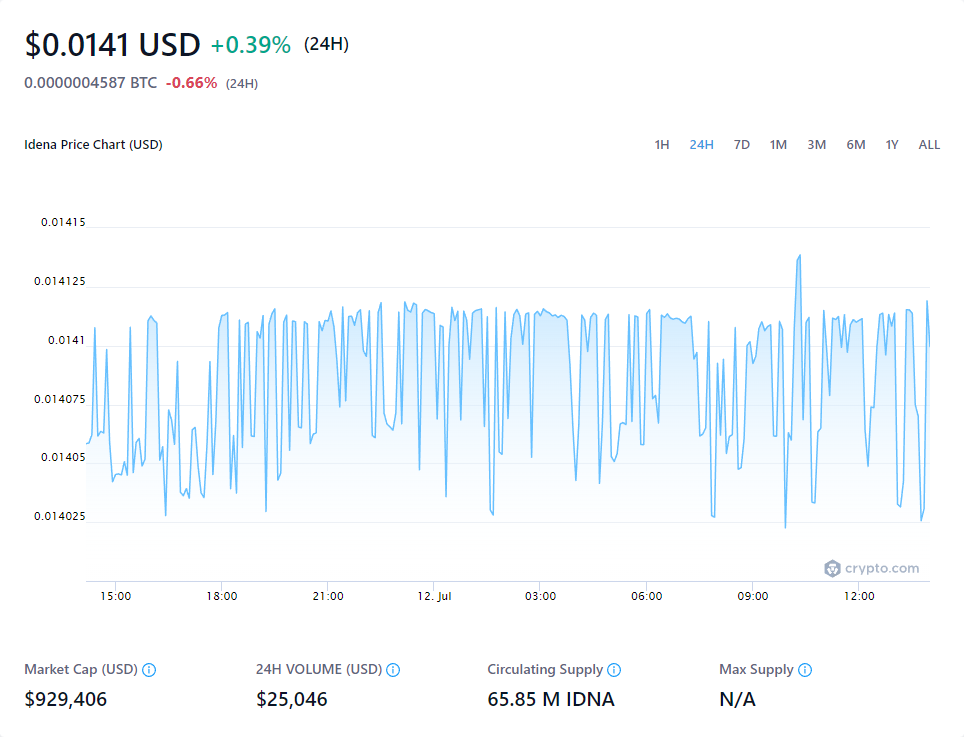 $0.0141 USD +0.39% (24H)
0.0000004587 BTC -0.66% (24H)
Idena Price Chart (USD)
1H 24H 7D 1M 3M 6M 1Y ALL
0.01415
0.014125
0.0141
0.014075
0.01405
0.014025
crypto.com
15:00 18:00 21:00 12. Jul 03:00 06:00 09:00 12:00
Market Cap (USD) 24H VOLUME (USD) Circulating Supply Max Supply
$929,406 $25,046 65.85 M IDNA N/A